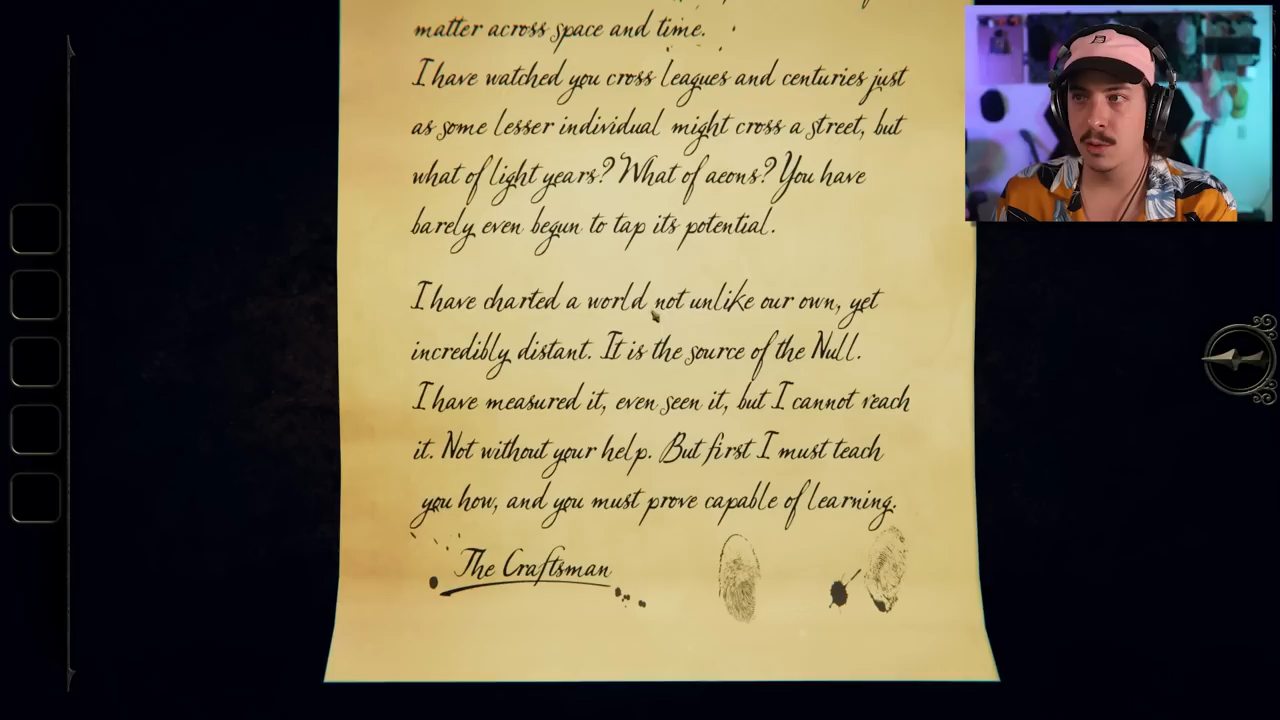 matter across space and time.
I have watched you cross leagues and centuries just
as some lesser individual might cross a street, but
what of light years? What of aeons? You have
barely even begun to tap its potential.
I have charted a world not unlike our own, yet
incredibly distant. It is the source of the Null.
I have measured it, even seen it, but I cannot reach
it. Not without your help. But first I must teach
you how, and you must prove capable of learning.
The Craftsman